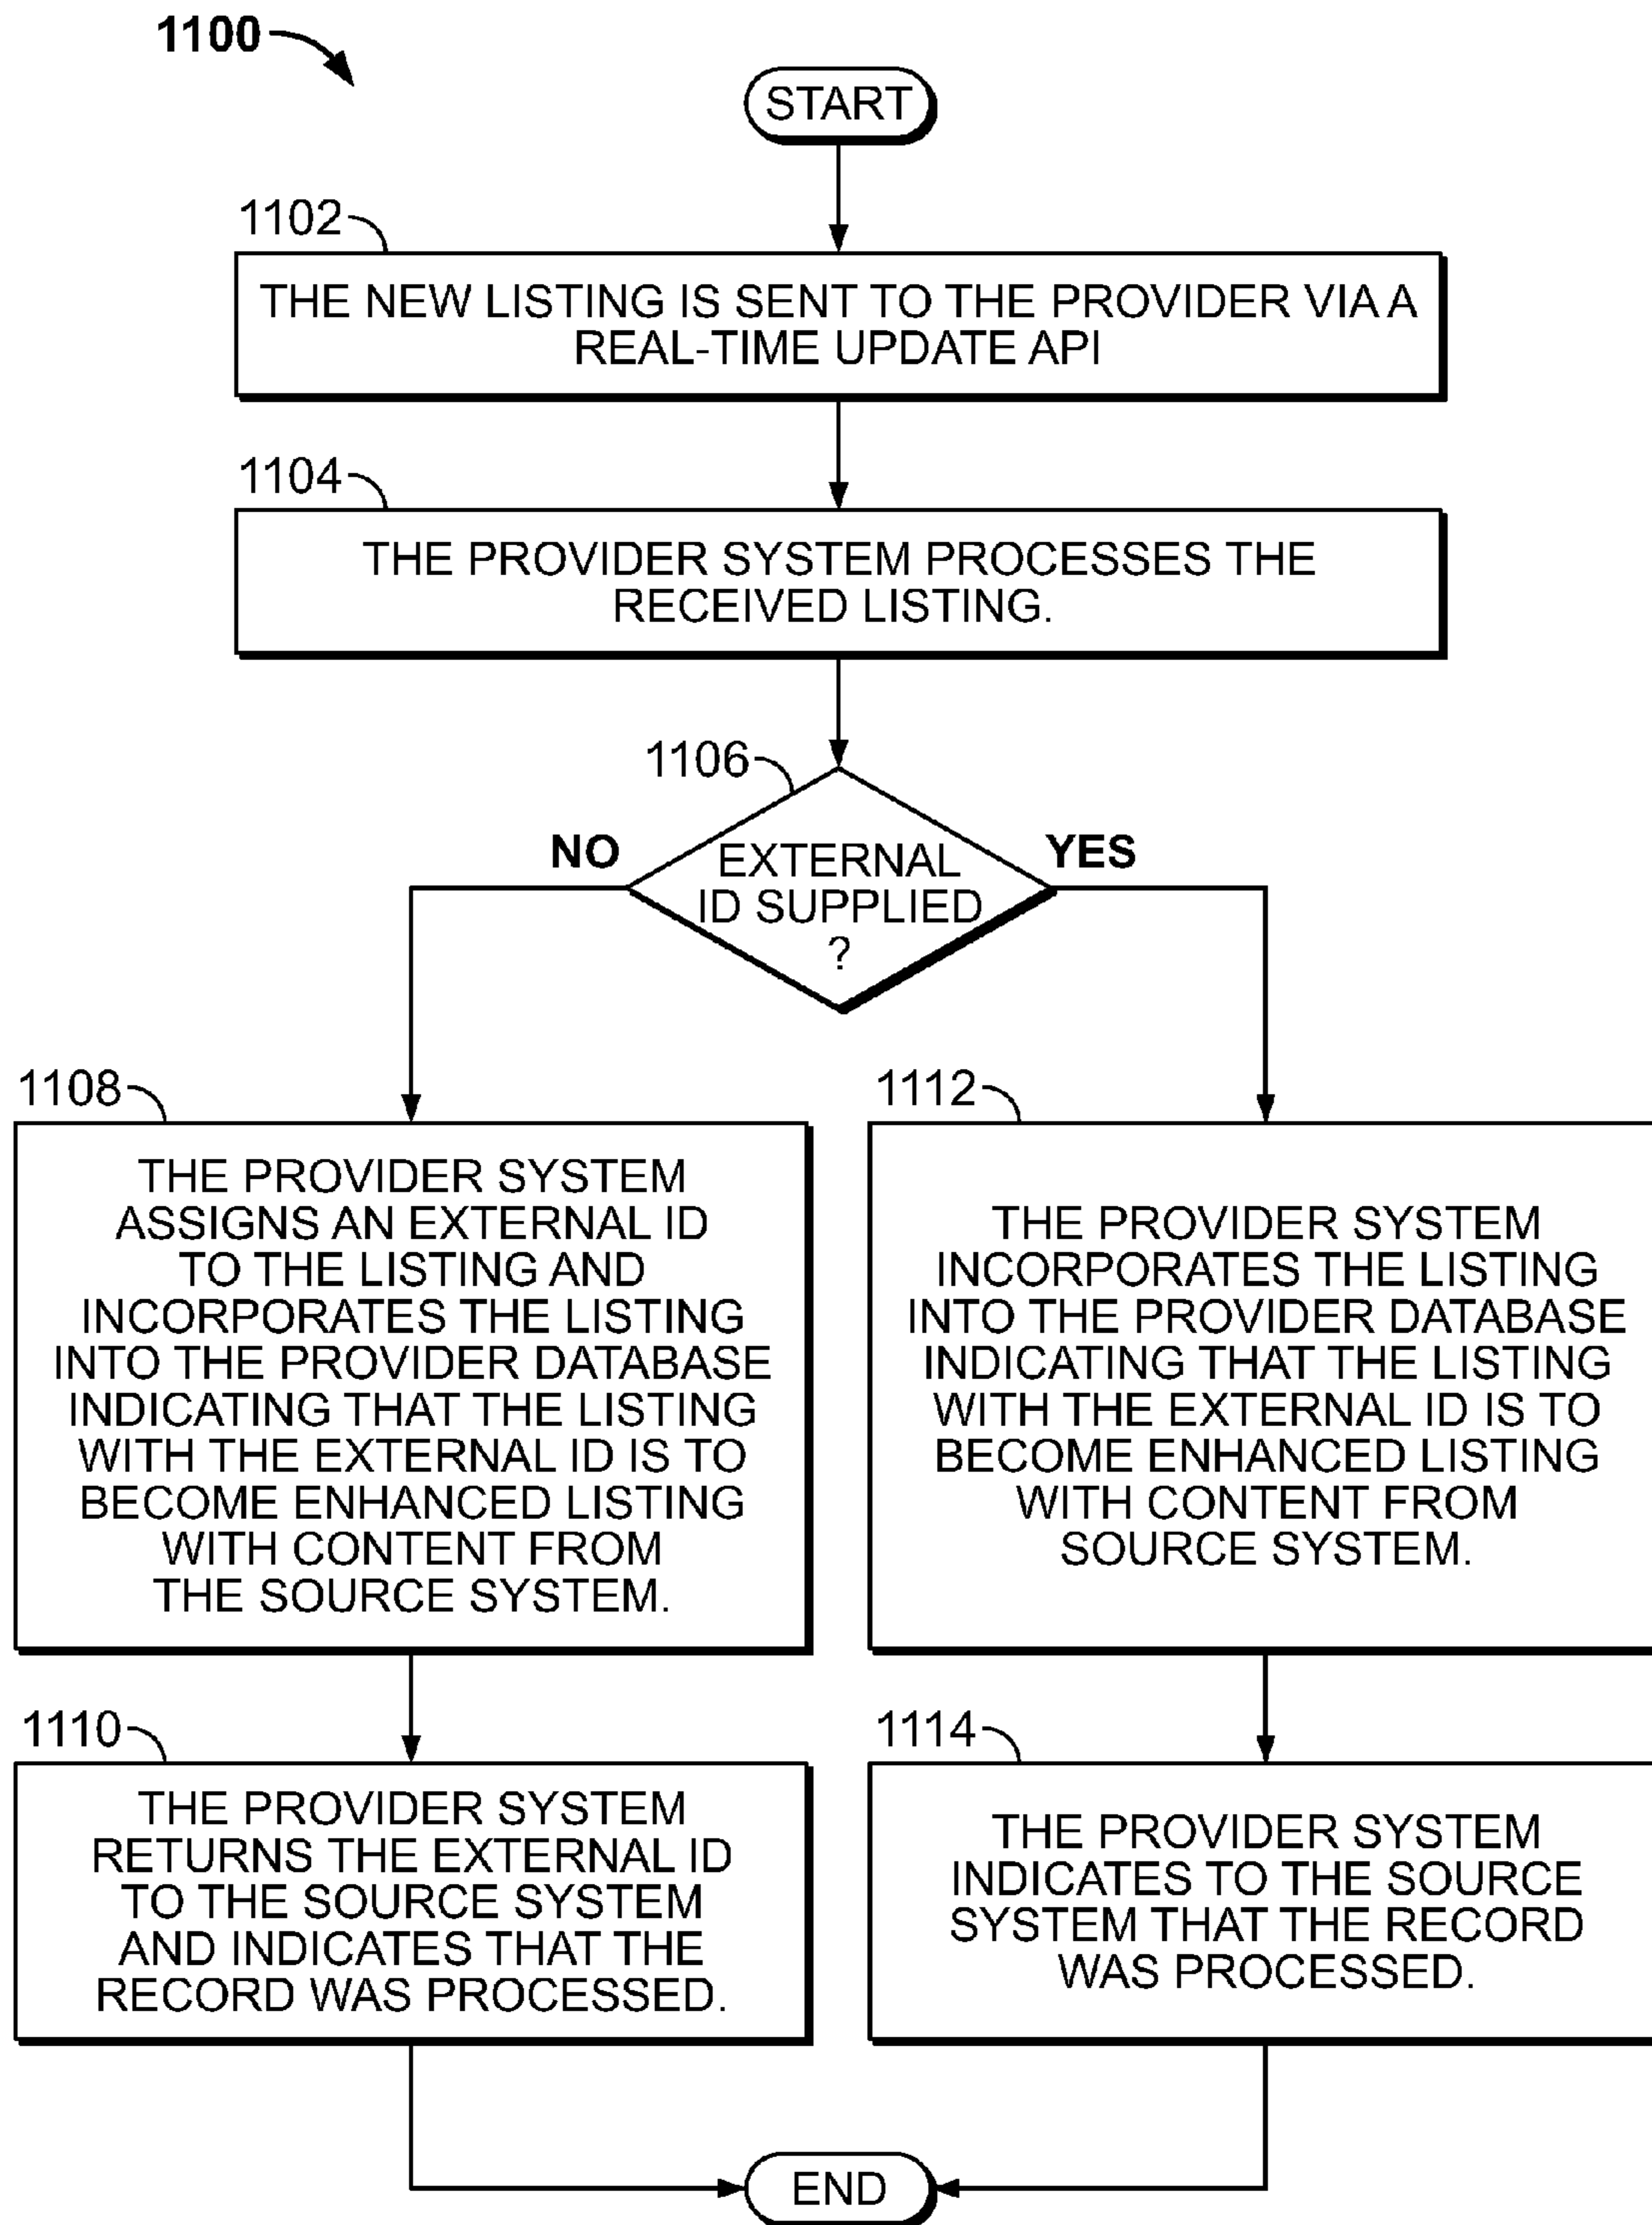 1100
START
1102
THE NEW LISTING IS SENT TO THE PROVIDER VIA A
REAL-TIME UPDATE API
1104
THE PROVIDER SYSTEM PROCESSES THE
RECEIVED LISTING.
1106
NO
YES
EXTERNAL
ID SUPPLIED
?
1108
THE PROVIDER SYSTEM
ASSIGNS AN EXTERNAL ID
TO THE LISTING AND
INCORPORATES THE LISTING
INTO THE PROVIDER DATABASE
INDICATING THAT THE LISTING
WITH THE EXTERNAL ID IS TO
BECOME ENHANCED LISTING
WITH CONTENT FROM
THE SOURCE SYSTEM.
1112
THE PROVIDER SYSTEM
INCORPORATES THE LISTING
INTO THE PROVIDER DATABASE
INDICATING THAT THE LISTING
WITH THE EXTERNAL ID IS TO
BECOME ENHANCED LISTING
WITH CONTENT FROM
SOURCE SYSTEM.
1110
THE PROVIDER SYSTEM
RETURNS THE EXTERNAL ID
TO THE SOURCE SYSTEM
AND INDICATES THAT THE
RECORD WAS PROCESSED.
1114
THE PROVIDER SYSTEM
INDICATES TO THE SOURCE
SYSTEM THAT THE RECORD
WAS PROCESSED.
END